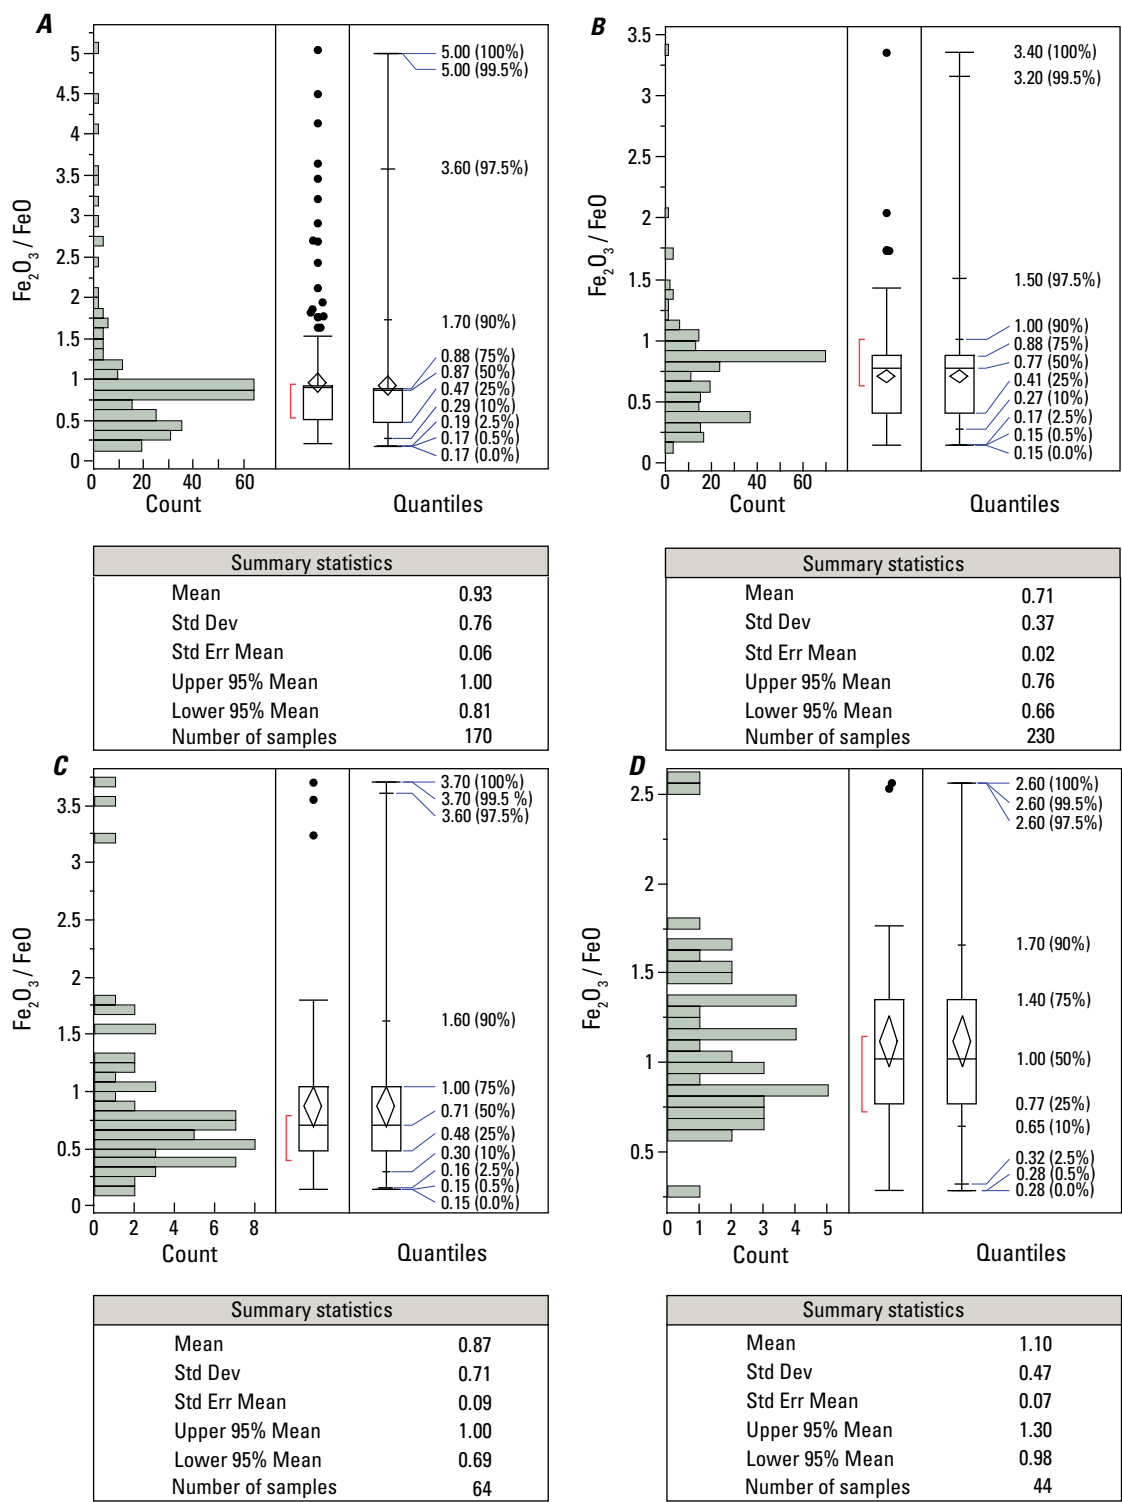 A
Fe2O3 / FeO
5
4.5
4
3.5
3
2.5
2
1.5
1
0.5
0
0 20 40 60
Count
Quantiles
5.00 (100%)
5.00 (99.5%)
3.60 (97.5%)
1.70 (90%)
0.88 (75%)
0.87 (50%)
0.47 (25%)
0.29 (10%)
0.19 (2.5%)
0.17 (0.5%)
0.17 (0.0%)
Summary statistics
Mean 0.93
Std Dev 0.76
Std Err Mean 0.06
Upper 95% Mean 1.00
Lower 95% Mean 0.81
Number of samples 170
B
Fe2O3 / FeO
3.5
3
2.5
2
1.5
1
0.5
0
0 20 40 60
Count
Quantiles
3.40 (100%)
3.20 (99.5%)
1.50 (97.5%)
1.00 (90%)
0.88 (75%)
0.77 (50%)
0.41 (25%)
0.27 (10%)
0.17 (2.5%)
0.15 (0.5%)
0.15 (0.0%)
Summary statistics
Mean 0.71
Std Dev 0.37
Std Err Mean 0.02
Upper 95% Mean 0.76
Lower 95% Mean 0.66
Number of samples 230
C
Fe2O3 / FeO
3.5
3
2.5
2
1.5
1
0.5
0
0 2 4 6 8
Count
Quantiles
3.70 (100%)
3.70 (99.5 %)
3.60 (97.5%)
1.60 (90%)
1.00 (75%)
0.71 (50%)
0.48 (25%)
0.30 (10%)
0.16 (2.5%)
0.15 (0.5%)
0.15 (0.0%)
Summary statistics
Mean 0.87
Std Dev 0.71
Std Err Mean 0.09
Upper 95% Mean 1.00
Lower 95% Mean 0.69
Number of samples 64
D
Fe2O3 / FeO
2.5
2
1.5
1
0.5
0 1 2 3 4 5
Count
Quantiles
2.60 (100%)
2.60 (99.5%)
2.60 (97.5%)
1.70 (90%)
1.40 (75%)
1.00 (50%)
0.77 (25%)
0.65 (10%)
0.32 (2.5%)
0.28 (0.5%)
0.28 (0.0%)
Summary statistics
Mean 1.10
Std Dev 0.47
Std Err Mean 0.07
Upper 95% Mean 1.30
Lower 95% Mean 0.98
Number of samples 44